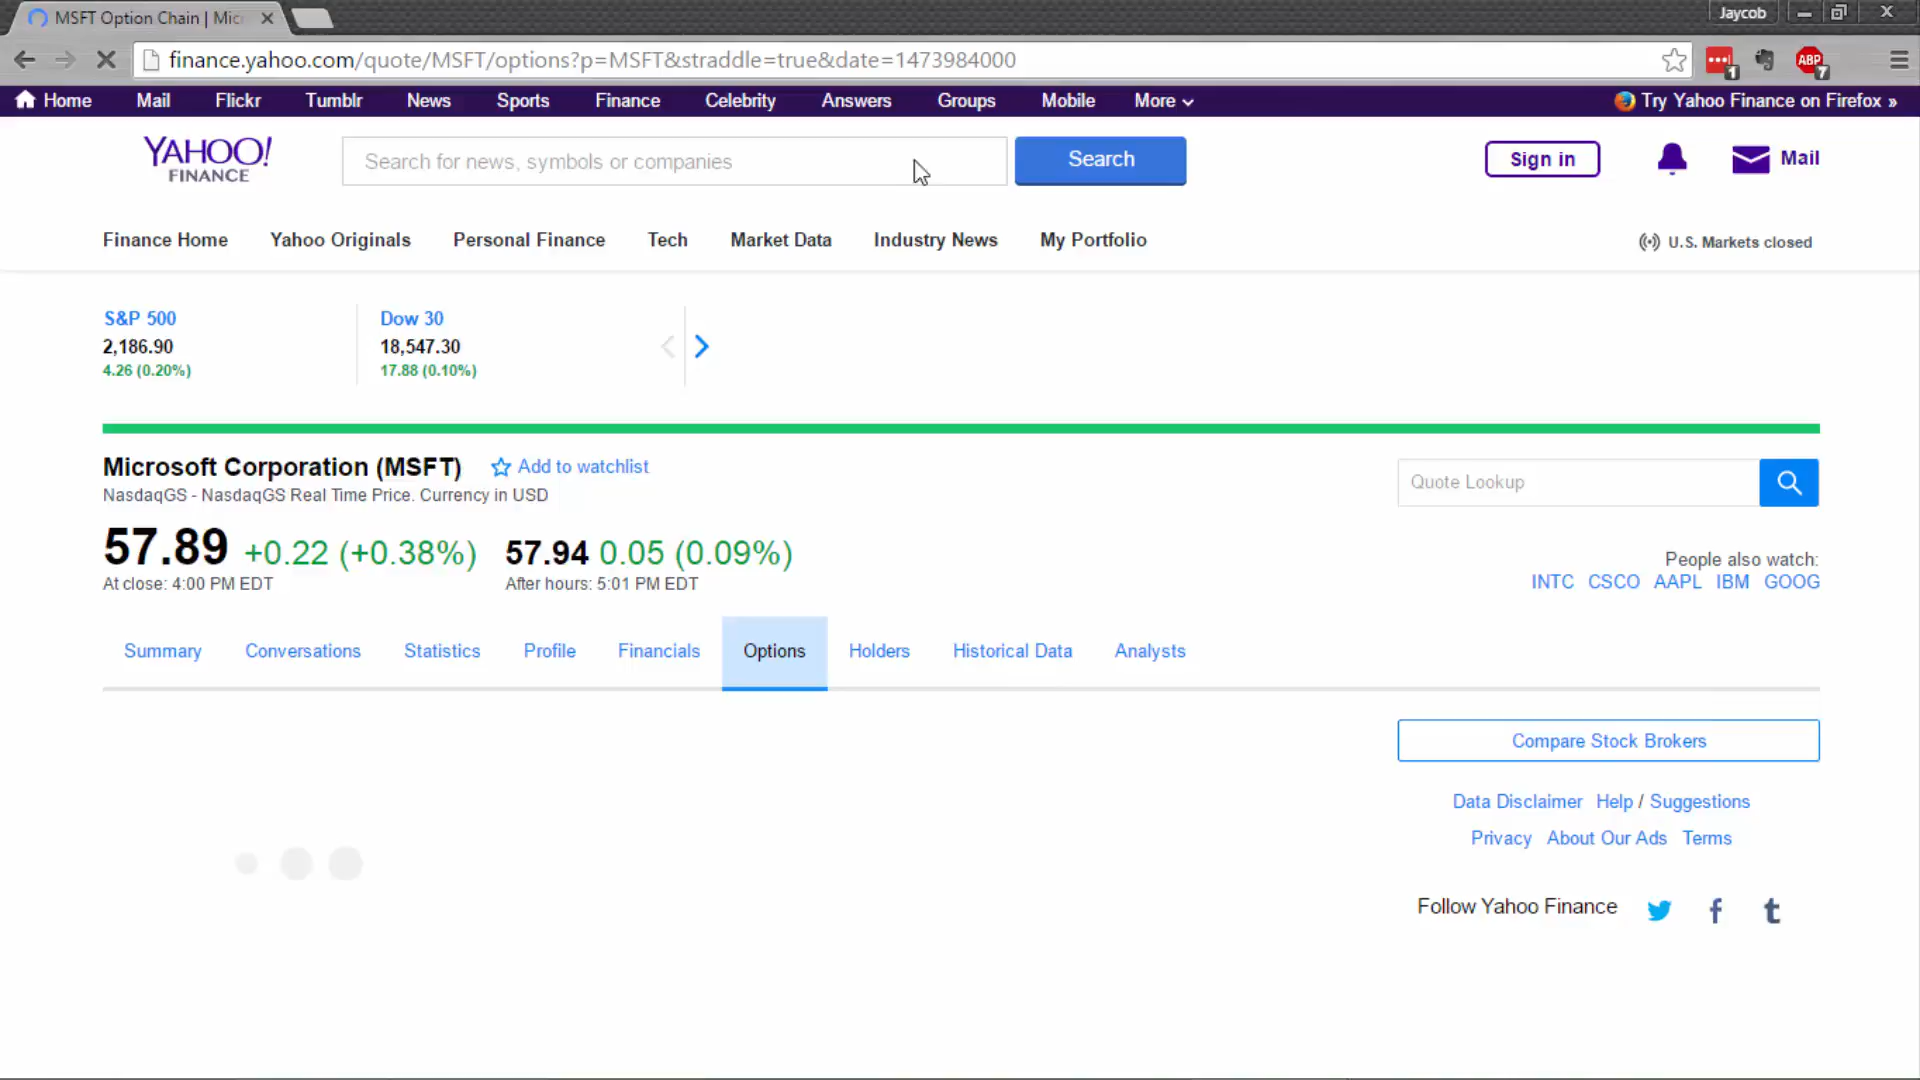 MSFT Option Chain | Micr
Jaycob
finance.yahoo.com/quote/MSFT/options?p=MSFT&straddle=true&date=1473984000
1
ABP
7
Home Mail Flickr Tumblr News Sports Finance Celebrity Answers Groups Mobile More
Try Yahoo Finance on Firefox »
YAHOO!
FINANCE
Search for news, symbols or companies
Search
Sign in
Mail
Finance Home Yahoo Originals Personal Finance Tech Market Data Industry News My Portfolio
U.S. Markets closed
S&P 500
2,186.90
4.26 (0.20%)
Dow 30
18,547.30
17.88 (0.10%)
Microsoft Corporation (MSFT)
Add to watchlist
NasdaqGS - NasdaqGS Real Time Price. Currency in USD
Quote Lookup
57.89 +0.22 (+0.38%)
At close: 4:00 PM EDT
57.94 0.05 (0.09%)
After hours: 5:01 PM EDT
People also watch:
INTC CSCO AAPL IBM GOOG
Summary Conversations Statistics Profile Financials Options Holders Historical Data Analysts
Compare Stock Brokers
Data Disclaimer Help / Suggestions
Privacy About Our Ads Terms
Follow Yahoo Finance